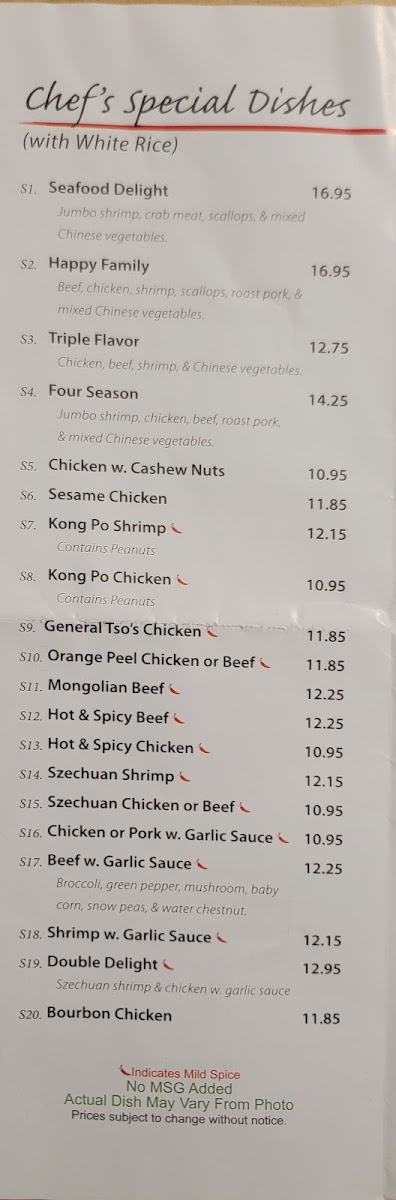 Chef's Special Dishes
(with White Rice)
S1. Seafood Delight 16.95
Jumbo shrimp, crab meat, scallops, & mixed
Chinese vegetables.
S2. Happy Family 16.95
Beef, chicken, shrimp, scallops, roast pork, &
mixed Chinese vegetables.
S3. Triple Flavor 12.75
Chicken, beef, shrimp, & Chinese vegetables.
S4. Four Season 14.25
Jumbo shrimp, chicken, beef, roast pork,
& mixed Chinese vegetables.
S5. Chicken w. Cashew Nuts 10.95
S6. Sesame Chicken 11.85
S7. Kong Po Shrimp 12.15
Contains Peanuts
S8. Kong Po Chicken 10.95
Contains Peanuts
S9. General Tso's Chicken 11.85
S10. Orange Peel Chicken or Beef 11.85
S11. Mongolian Beef 12.25
S12. Hot & Spicy Beef 12.25
S13. Hot & Spicy Chicken 10.95
S14. Szechuan Shrimp 12.15
S15. Szechuan Chicken or Beef 10.95
S16. Chicken or Pork w. Garlic Sauce 10.95
S17. Beef w. Garlic Sauce 12.25
Broccoli, green pepper, mushroom, baby
corn, snow peas, & water chestnut.
S18. Shrimp w. Garlic Sauce 12.15
S19. Double Delight 12.95
Szechuan shrimp & chicken w. garlic sauce
S20. Bourbon Chicken 11.85
Indicates Mild Spice
No MSG Added
Actual Dish May Vary From Photo
Prices subject to change without notice.